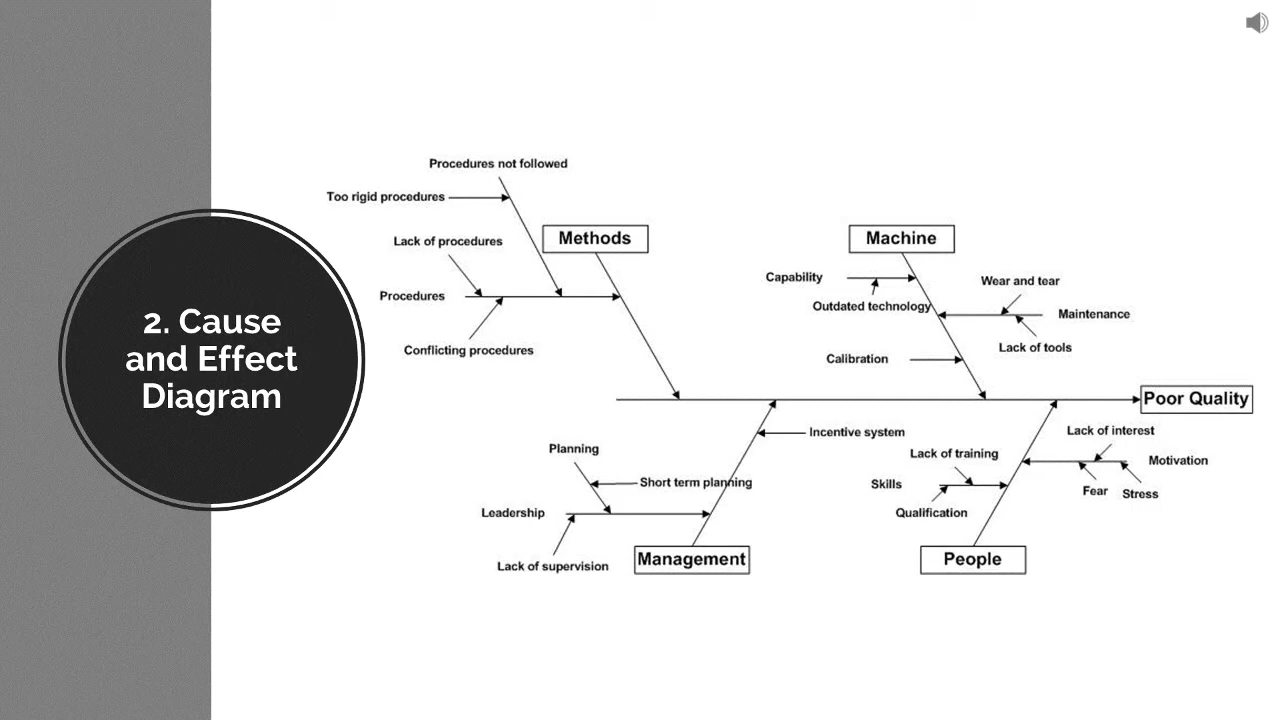 2. Cause
and Effect
Diagram
Procedures not followed
Too rigid procedures
Lack of procedures
Methods
Procedures
Conflicting procedures
Machine
Capability
Wear and tear
Outdated technology
Maintenance
Lack of tools
Calibration
Poor Quality
Incentive system
Planning
Short term planning
Leadership
Lack of supervision
Management
Lack of interest
Lack of training
Motivation
Skills
Fear
Stress
Qualification
People